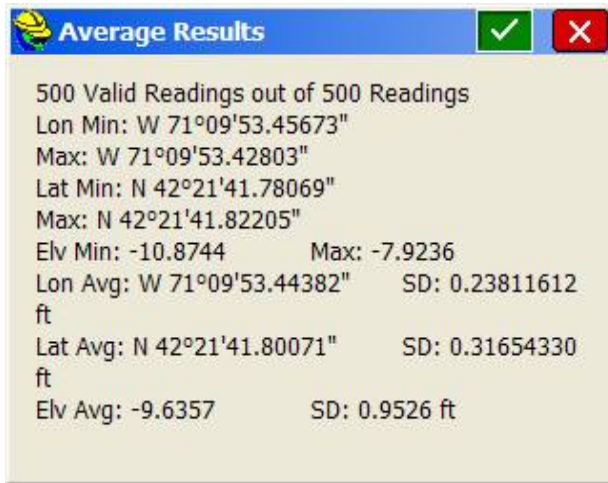 Average Results
500 Valid Readings out of 500 Readings
Lon Min: W 71°09'53.45673"
Max: W 71°09'53.42803"
Lat Min: N 42°21'41.78069"
Max: N 42°21'41.82205"
Elv Min: -10.8744 Max: -7.9236
Lon Avg: W 71°09'53.44382" SD: 0.23811612
ft
Lat Avg: N 42°21'41.80071" SD: 0.31654330
ft
Elv Avg: -9.6357 SD: 0.9526 ft